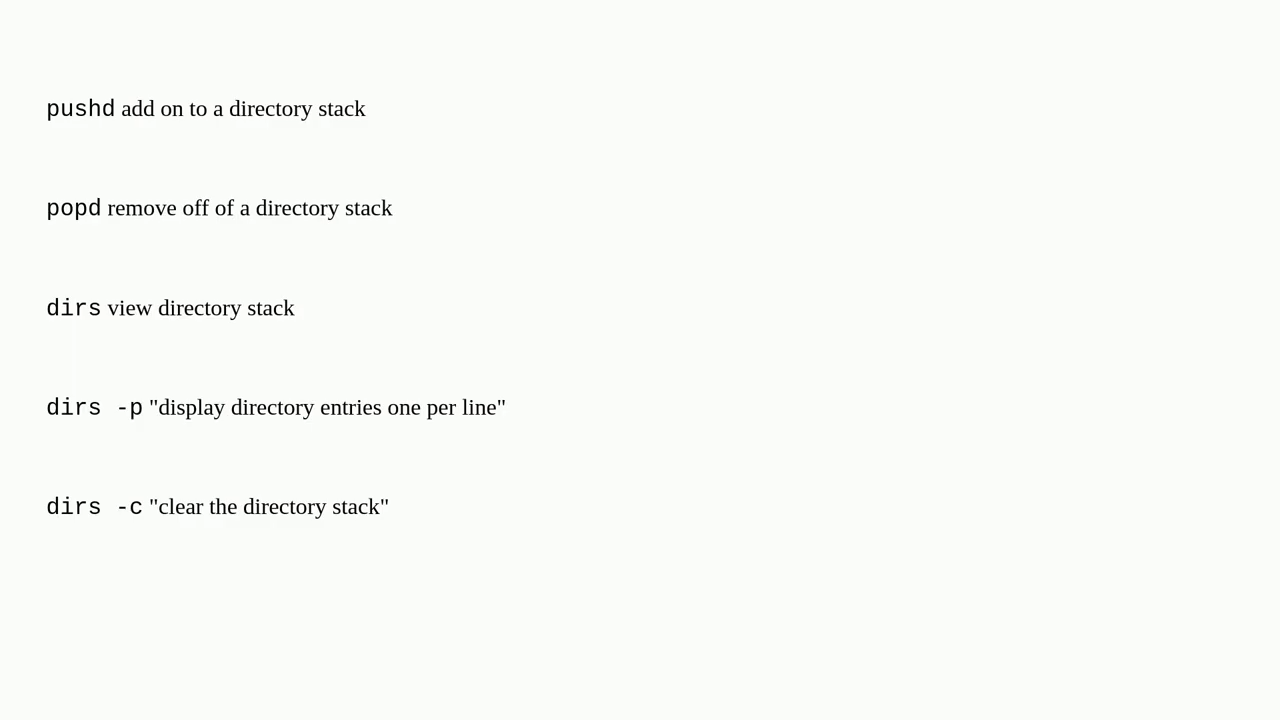 pushd add on to a directory stack
popd remove off of a directory stack
dirs view directory stack
dirs -p "display directory entries one per line"
dirs -c "clear the directory stack"